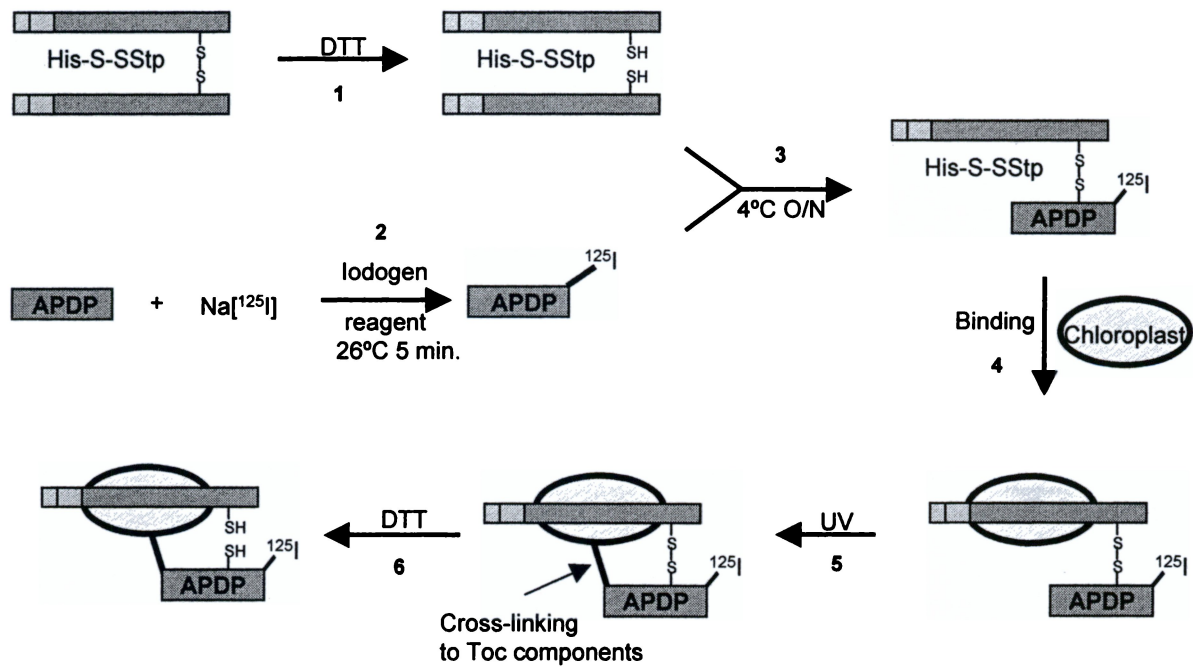 His-S-SStp
S
S
DTT
1
His-S-SStp
SH
SH
3
4ºC O/N
His-S-SStp
S
S
125I
APDP
APDP
+
Na[125I]
2
Iodogen
reagent
26ºC 5 min.
125I
APDP
Binding
4
Chloroplast
SH
SH
125I
APDP
DTT
6
S
S
125I
APDP
Cross-linking
to Toc components
UV
5
S
S
125I
APDP